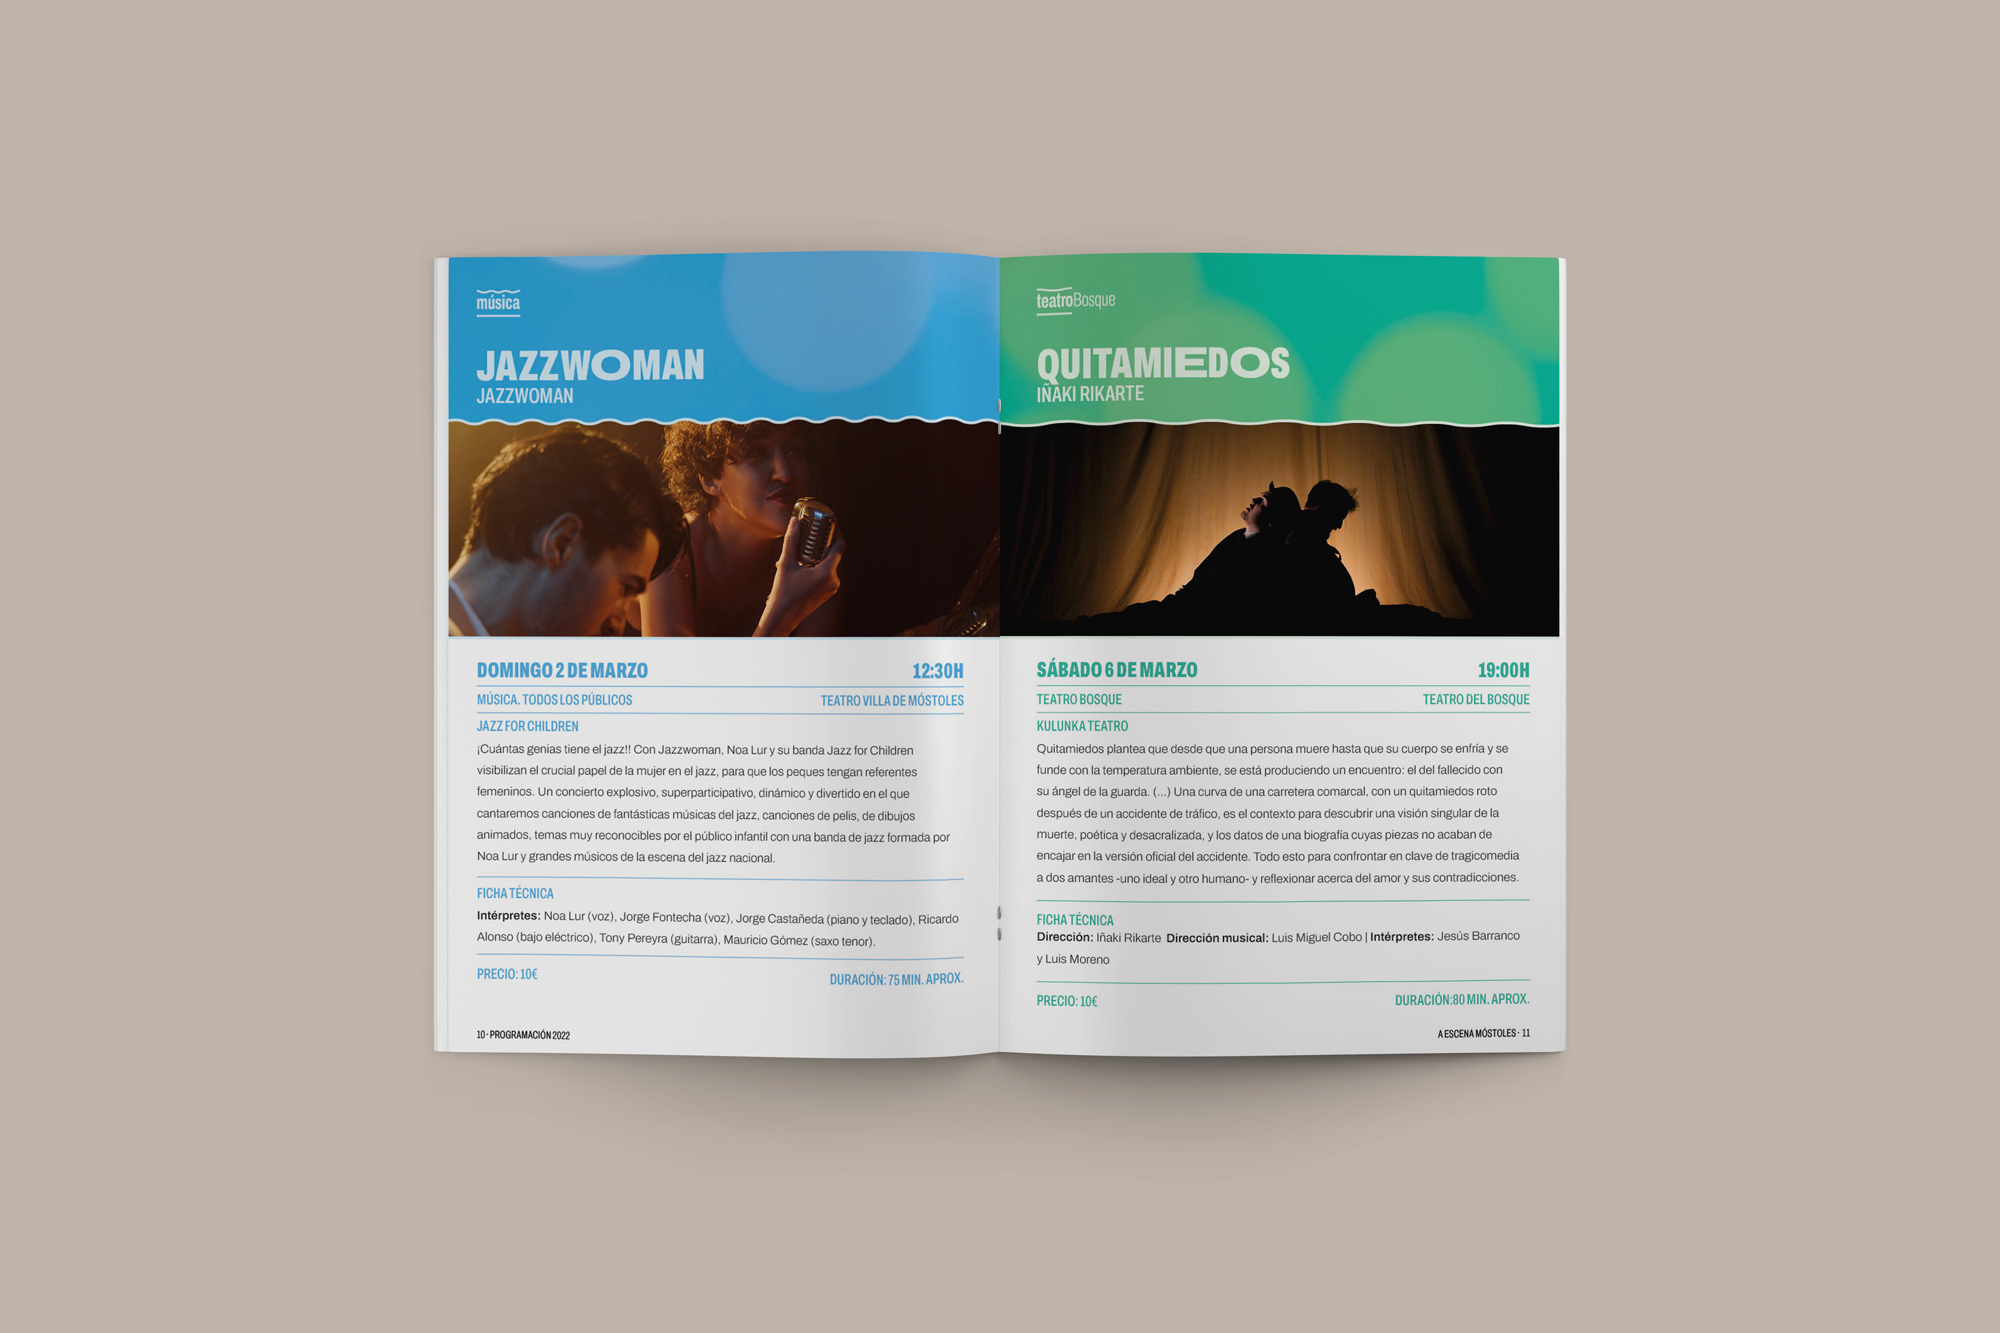 música
JAZZWOMAN
JAZZWOMAN
DOMINGO 2 DE MARZO 12:30H
MÚSICA. TODOS LOS PÚBLICOS TEATRO VILLA DE MÓSTOLES
JAZZ FOR CHILDREN
¡Cuántas genias tiene el jazz!! Con Jazzwoman, Noa Lur y su banda Jazz for Children
visibilizan el crucial papel de la mujer en el jazz, para que los peques tengan referentes
femeninos. Un concierto explosivo, superparticipativo, dinámico y divertido en el que
cantaremos canciones de fantásticas músicas del jazz, canciones de pelis, de dibujos
animados, temas muy reconocibles por el público infantil con una banda de jazz formada por
Noa Lur y grandes músicos de la escena del jazz nacional.
FICHA TÉCNICA
Intérpretes: Noa Lur (voz), Jorge Fontecha (voz), Jorge Castañeda (piano y teclado), Ricardo
Alonso (bajo eléctrico), Tony Pereyra (guitarra), Mauricio Gómez (saxo tenor).
PRECIO: 10€ DURACIÓN: 75 MIN. APROX.
10 · PROGRAMACIÓN 2022
teatroBosque
QUITAMIEDOS
IÑAKI RIKARTE
SÁBADO 6 DE MARZO 19:00H
TEATRO BOSQUE TEATRO DEL BOSQUE
KULUNKA TEATRO
Quitamiedos plantea que desde que una persona muere hasta que su cuerpo se enfría y se
funde con la temperatura ambiente, se está produciendo un encuentro: el del fallecido con
su ángel de la guarda. (...) Una curva de una carretera comarcal, con un quitamiedos roto
después de un accidente de tráfico, es el contexto para descubrir una visión singular de la
muerte, poética y desacralizada, y los datos de una biografía cuyas piezas no acaban de
encajar en la versión oficial del accidente. Todo esto para confrontar en clave de tragicomedia
a dos amantes -uno ideal y otro humano- y reflexionar acerca del amor y sus contradicciones.
FICHA TÉCNICA
Dirección: Iñaki Rikarte Dirección musical: Luis Miguel Cobo | Intérpretes: Jesús Barranco
y Luis Moreno
PRECIO: 10€ DURACIÓN:80 MIN. APROX.
A ESCENA MÓSTOLES · 11